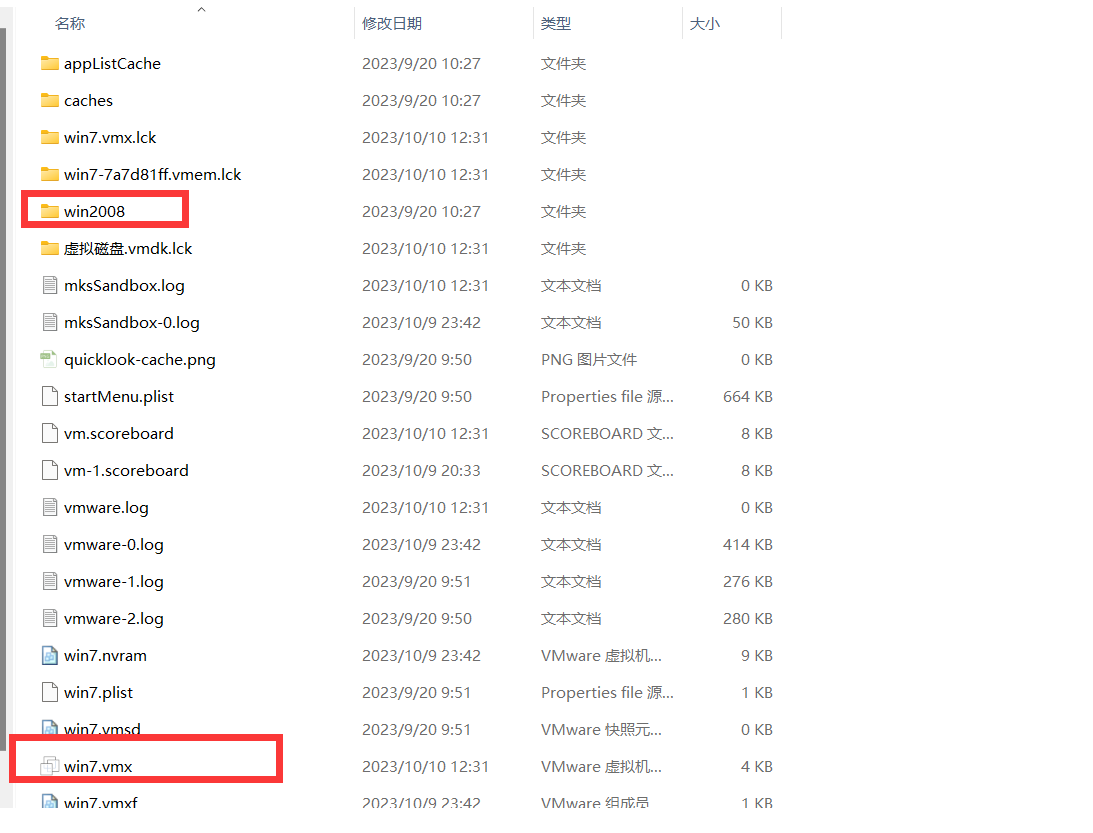 名称 修改日期 类型 大小
appListCache 2023/9/20 10:27 文件夹
caches 2023/9/20 10:27 文件夹
win7.vmx.lck 2023/10/10 12:31 文件夹
win7-7a7d81ff.vmem.lck 2023/10/10 12:31 文件夹
win2008 2023/9/20 10:27 文件夹
虚拟磁盘.vmdk.lck 2023/10/10 12:31 文件夹
mksSandbox.log 2023/10/10 12:31 文本文档 0 KB
mksSandbox-0.log 2023/10/9 23:42 文本文档 50 KB
quicklook-cache.png 2023/9/20 9:50 PNG 图片文件 0 KB
startMenu.plist 2023/9/20 9:50 Properties file 源... 664 KB
vm.scoreboard 2023/10/10 12:31 SCOREBOARD 文... 8 KB
vm-1.scoreboard 2023/10/9 20:33 SCOREBOARD 文... 8 KB
vmware.log 2023/10/10 12:31 文本文档 0 KB
vmware-0.log 2023/10/9 23:42 文本文档 414 KB
vmware-1.log 2023/9/20 9:51 文本文档 276 KB
vmware-2.log 2023/9/20 9:50 文本文档 280 KB
win7.nvram 2023/10/9 23:42 VMware 虚拟机... 9 KB
win7.plist 2023/9/20 9:51 Properties file 源... 1 KB
win7.vmsd 2023/9/20 9:51 VMware 快照元... 0 KB
win7.vmx 2023/10/10 12:31 VMware 虚拟机... 4 KB
win7.vmxf 2023/10/9 23:42 VMware 组成员 1 KB